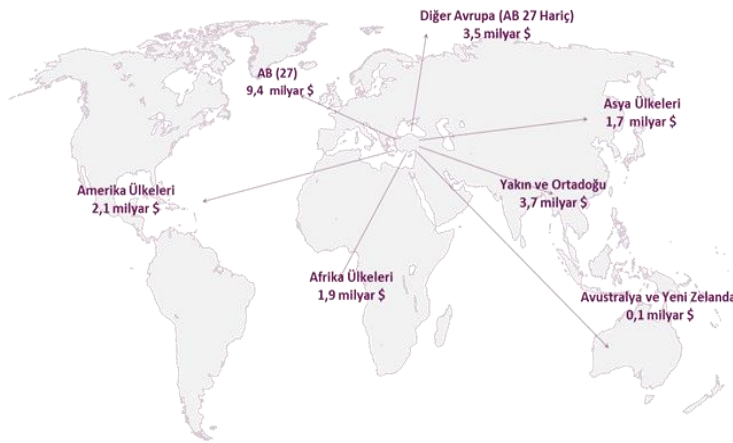 Diğer Avrupa (AB 27 Hariç)
3,5 milyar $
AB (27)
9,4 milyar $
Asya Ülkeleri
1,7 milyar $
Amerika Ülkeleri
2,1 milyar $
Yakın ve Ortadoğu
3,7 milyar $
Afrika Ülkeleri
1,9 milyar $
Avustralya ve Yeni Zelanda
0,1 milyar $